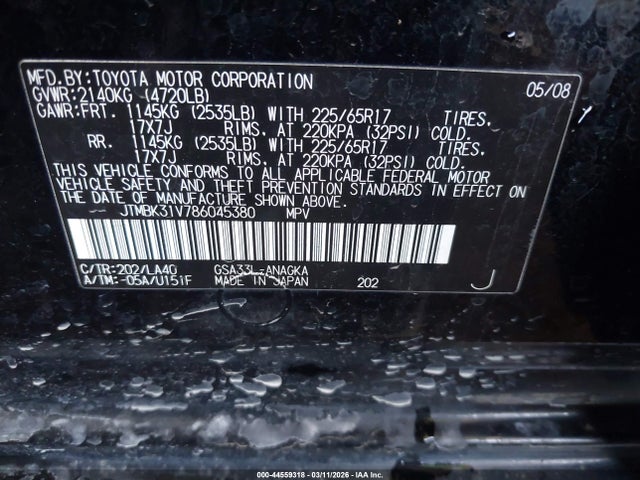 MFD.BY:TOYOTA MOTOR CORPORATION 05/08
GVWR:2140KG (4720LB)
GAWR:FRT. 1145KG (2535LB) WITH 225/65R17 TIRES.
17X7J RIMS. AT 220KPA (32PSI) COLD.
RR. 1145KG (2535LB) WITH 225/65R17 TIRES.
17X7J RIMS. AT 220KPA (32PSI) COLD.
THIS VEHICLE CONFORMS TO ALL APPLICABLE FEDERAL MOTOR
VEHICLE SAFETY AND THEFT PREVENTION STANDARDS IN EFFECT ON
THE DATE OF MANUFACTURE SHOWN ABOVE.
JTMBK31V786045380 MPV
C/TR:202/LA40 GSA33L-ANAGKA
A/TM:-05A/U151F MADE IN JAPAN 202 J
000-44559318 - 03/11/2026 - IAA Inc.